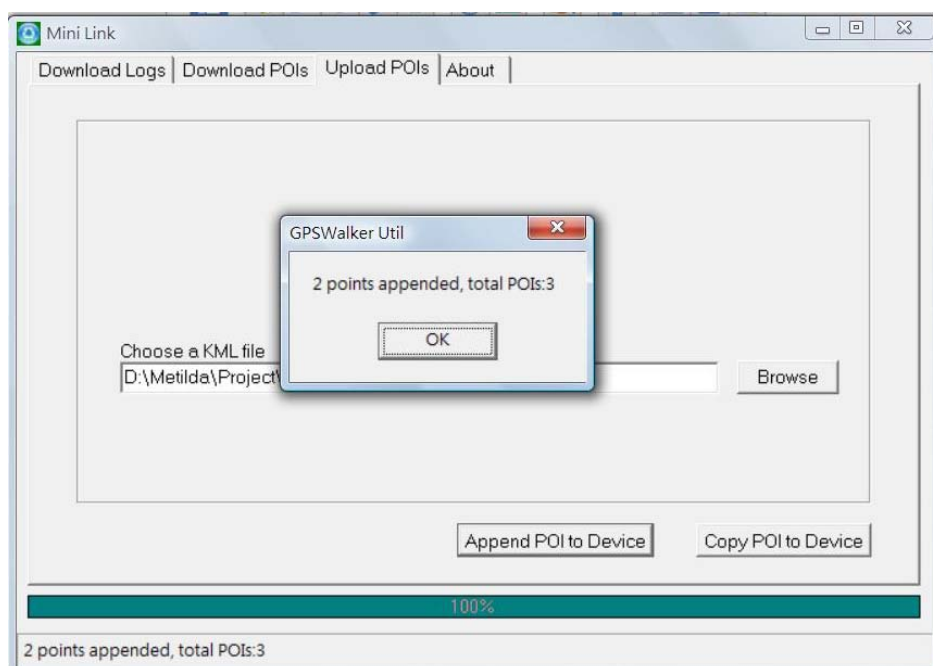 Mini Link
Download Logs Download POIs Upload POIs About
GPSWalker Util
2 points appended, total POIs:3
OK
Choose a KML file
D:\Metilda\Project\
Browse
Append POI to Device Copy POI to Device
100%
2 points appended, total POIs:3